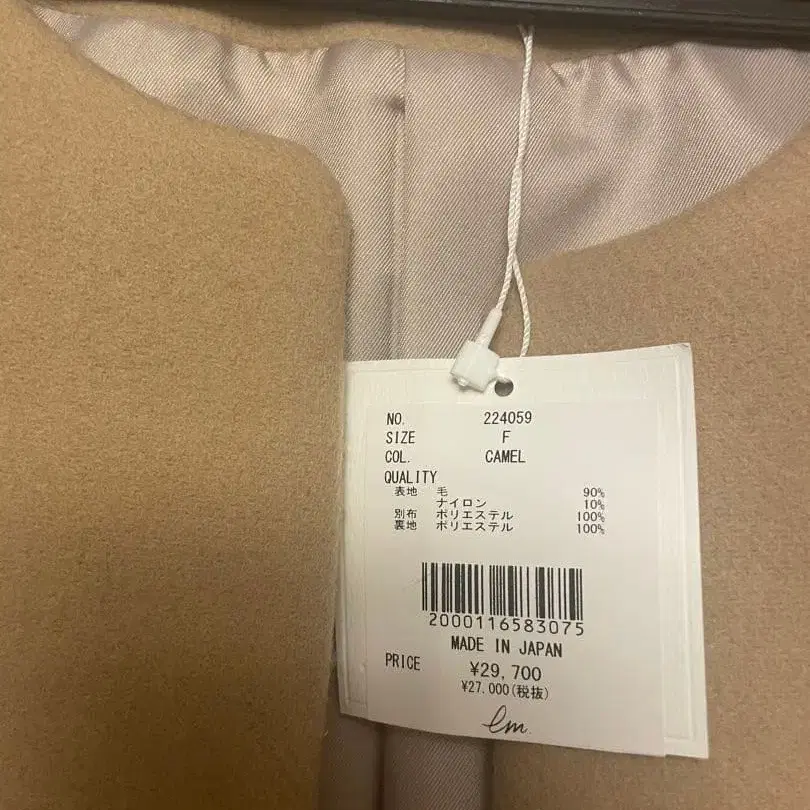 NO. 224059
SIZE F
COL. CAMEL
QUALITY
表地 毛 90%
ナイロン 10%
別布 ポリエステル 100%
裏地 ポリエステル 100%
2000116583075
MADE IN JAPAN
PRICE ¥29,700
¥27,000(税抜)
lm.